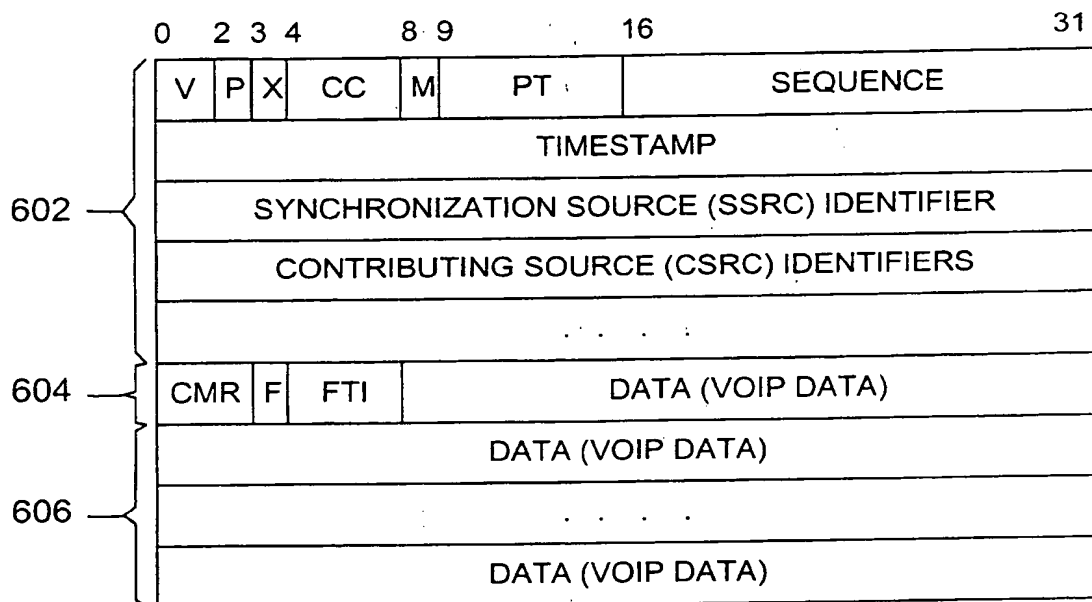 0 2 3 4 8 9 16 31
V P X CC M PT SEQUENCE
TIMESTAMP
602 SYNCHRONIZATION SOURCE (SSRC) IDENTIFIER
CONTRIBUTING SOURCE (CSRC) IDENTIFIERS
. . . .
604 CMR F FTI DATA (VOIP DATA)
DATA (VOIP DATA)
606 . . . .
DATA (VOIP DATA)